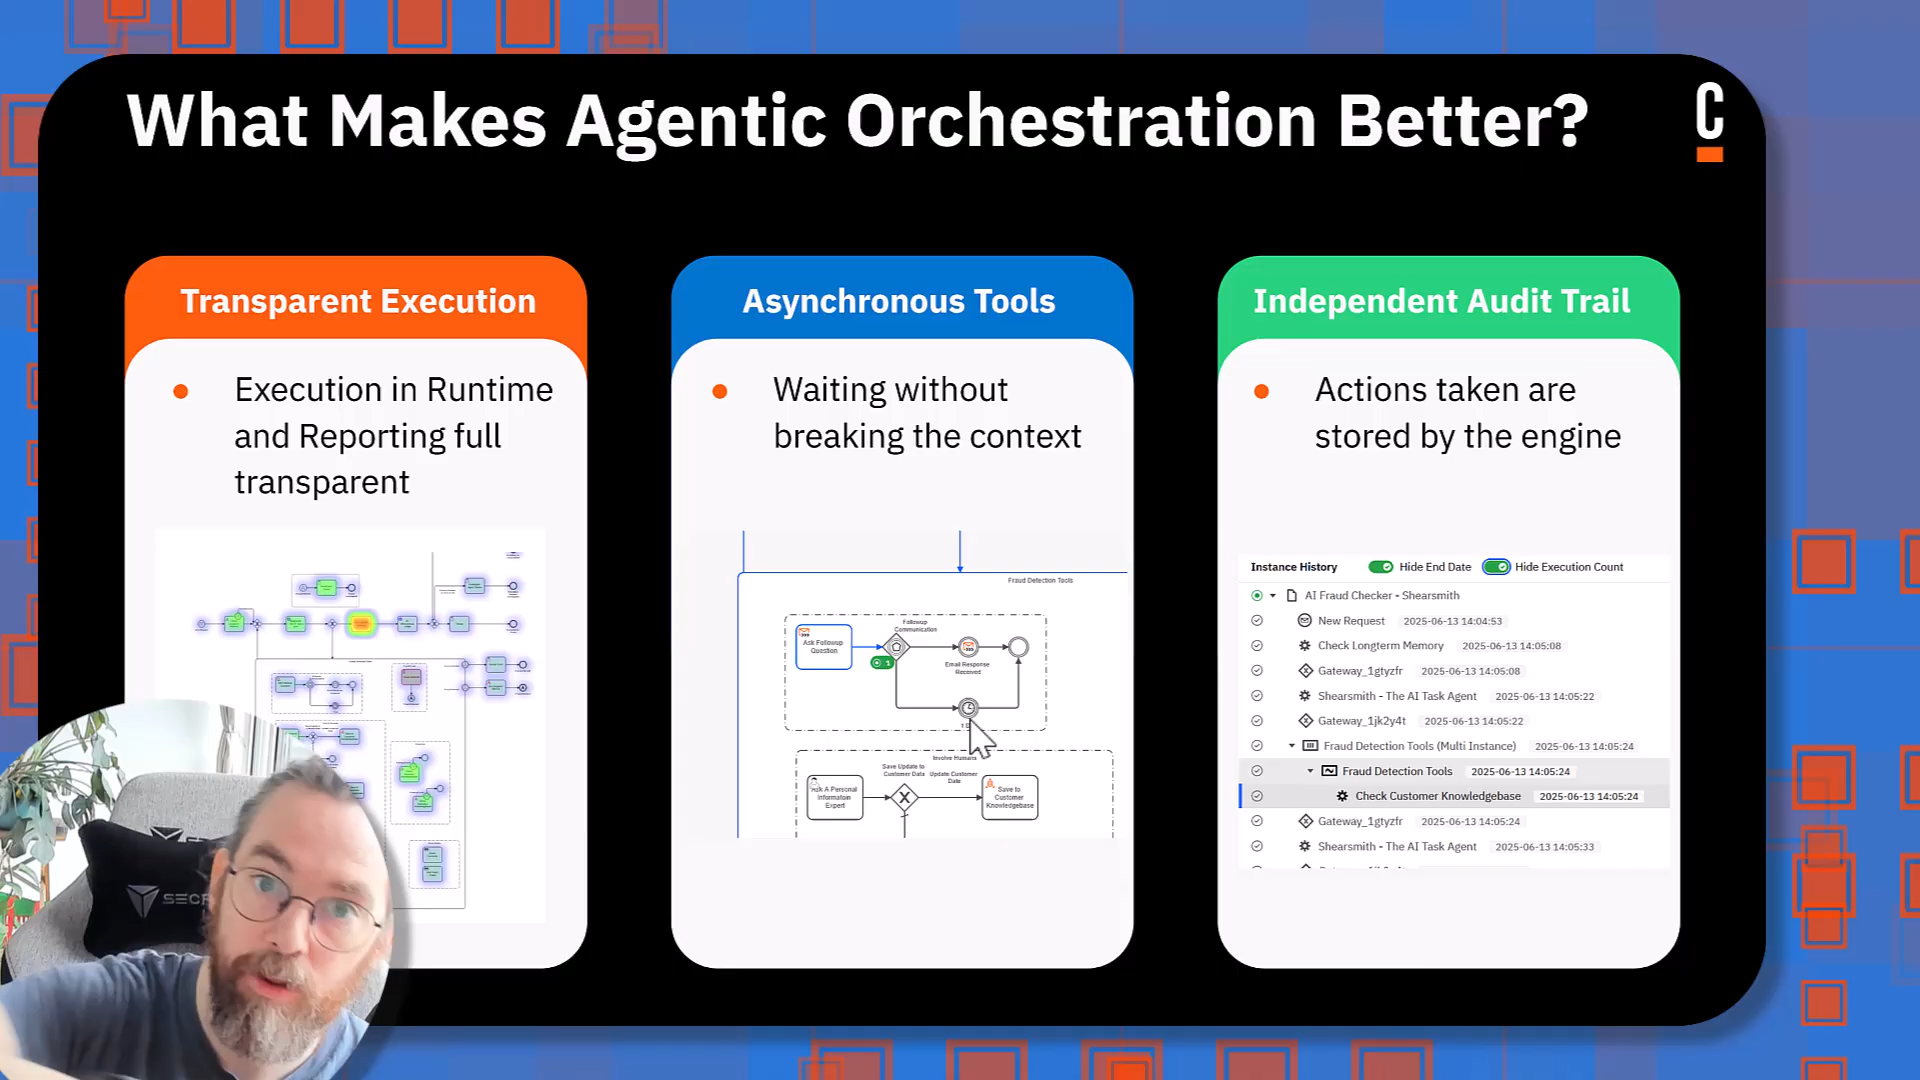 What Makes Agentic Orchestration Better?
C
Transparent Execution
Execution in Runtime
and Reporting full
transparent
Asynchronous Tools
Waiting without
breaking the context
Fraud Detection Tools
Followup
Communication
Ask Followup
Question
1
Email Response
Received
Involve Humans
Save Update to
Customer Data
Update Customer
Date
Ask A Personal
Information
Expert
Save to
Customer
Knowledgebase
Independent Audit Trail
Actions taken are
stored by the engine
Instance History
Hide End Date
Hide Execution Count
AI Fraud Checker - Shearsmith
New Request 2025-06-13 14:04:53
Check Longterm Memory 2025-06-13 14:05:08
Gateway_1gtyzfr 2025-06-13 14:05:08
Shearsmith - The AI Task Agent 2025-06-13 14:05:22
Gateway_1jk2y4t 2025-06-13 14:05:22
Fraud Detection Tools (Multi Instance) 2025-06-13 14:05:24
Fraud Detection Tools 2025-06-13 14:05:24
Check Customer Knowledgebase 2025-06-13 14:05:24
Gateway_1gtyzfr 2025-06-13 14:05:24
Shearsmith - The AI Task Agent 2025-06-13 14:05:33